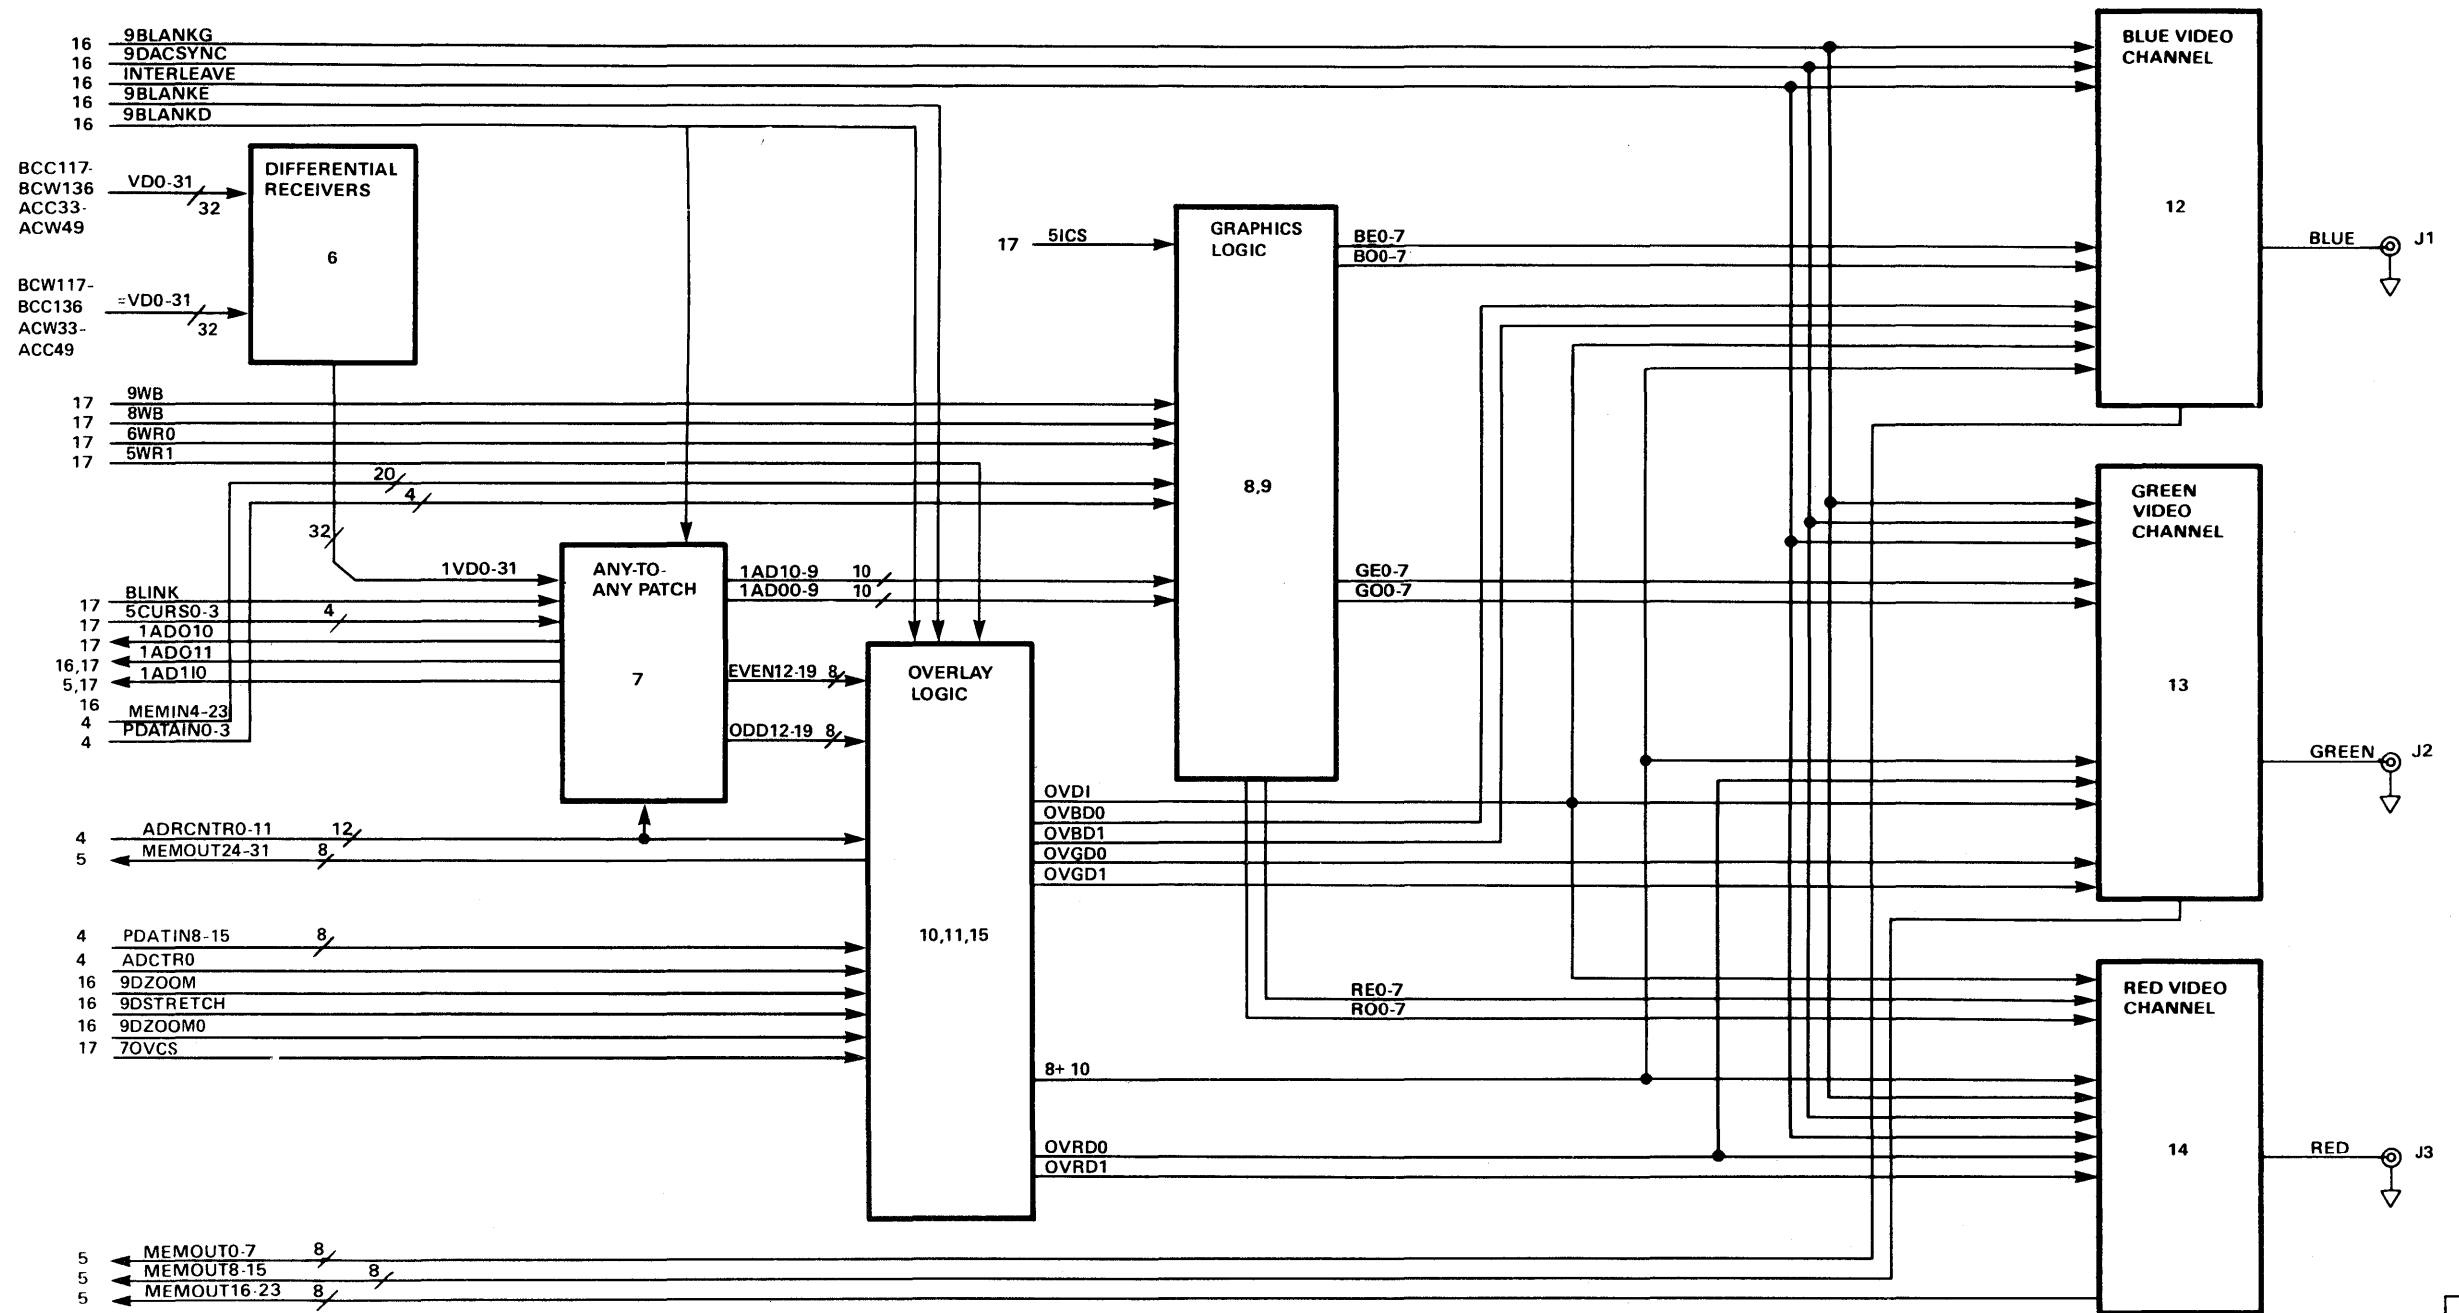 16 9BLANKG
16 9DACSYNC
16 INTERLEAVE
16 9BLANKE
16 9BLANKD
BLUE VIDEO
CHANNEL
12
BLUE
J1
BCC117-
BCW136
ACC33-
ACW49
VD0-31
32
DIFFERENTIAL
RECEIVERS
6
BCW117-
BCC136
ACW33-
ACC49
=VD0-31
32
17 5ICS
GRAPHICS
LOGIC
8,9
BE0-7
BO0-7
17 9WB
17 8WB
17 6WR0
17 5WR1
20
4
32
1VD0-31
ANY-TO-
ANY PATCH
7
1AD10-9 10
1AD00-9 10
GE0-7
GO0-7
GREEN
VIDEO
CHANNEL
13
GREEN
J2
17 BLINK
17 5CURS0-3 4
17 1ADO10
16,17 1ADO11
5,17 1AD1I0
16
4 MEMIN4-23
4 PDATAIN0-3
EVEN12-19 8
ODD12-19 8
OVERLAY
LOGIC
10,11,15
OVDI
OVBD0
OVBD1
OVGD0
OVGD1
4 ADRCNTR0-11 12
5 MEMOUT24-31 8
4 PDATIN8-15 8
4 ADCTR0
16 9DZOOM
16 9DSTRETCH
16 9DZOOM0
17 7OVCS
RE0-7
RO0-7
8+ 10
OVRD0
OVRD1
RED VIDEO
CHANNEL
14
RED
J3
5 MEMOUT0-7 8
5 MEMOUT8-15 8
5 MEMOUT16-23 8